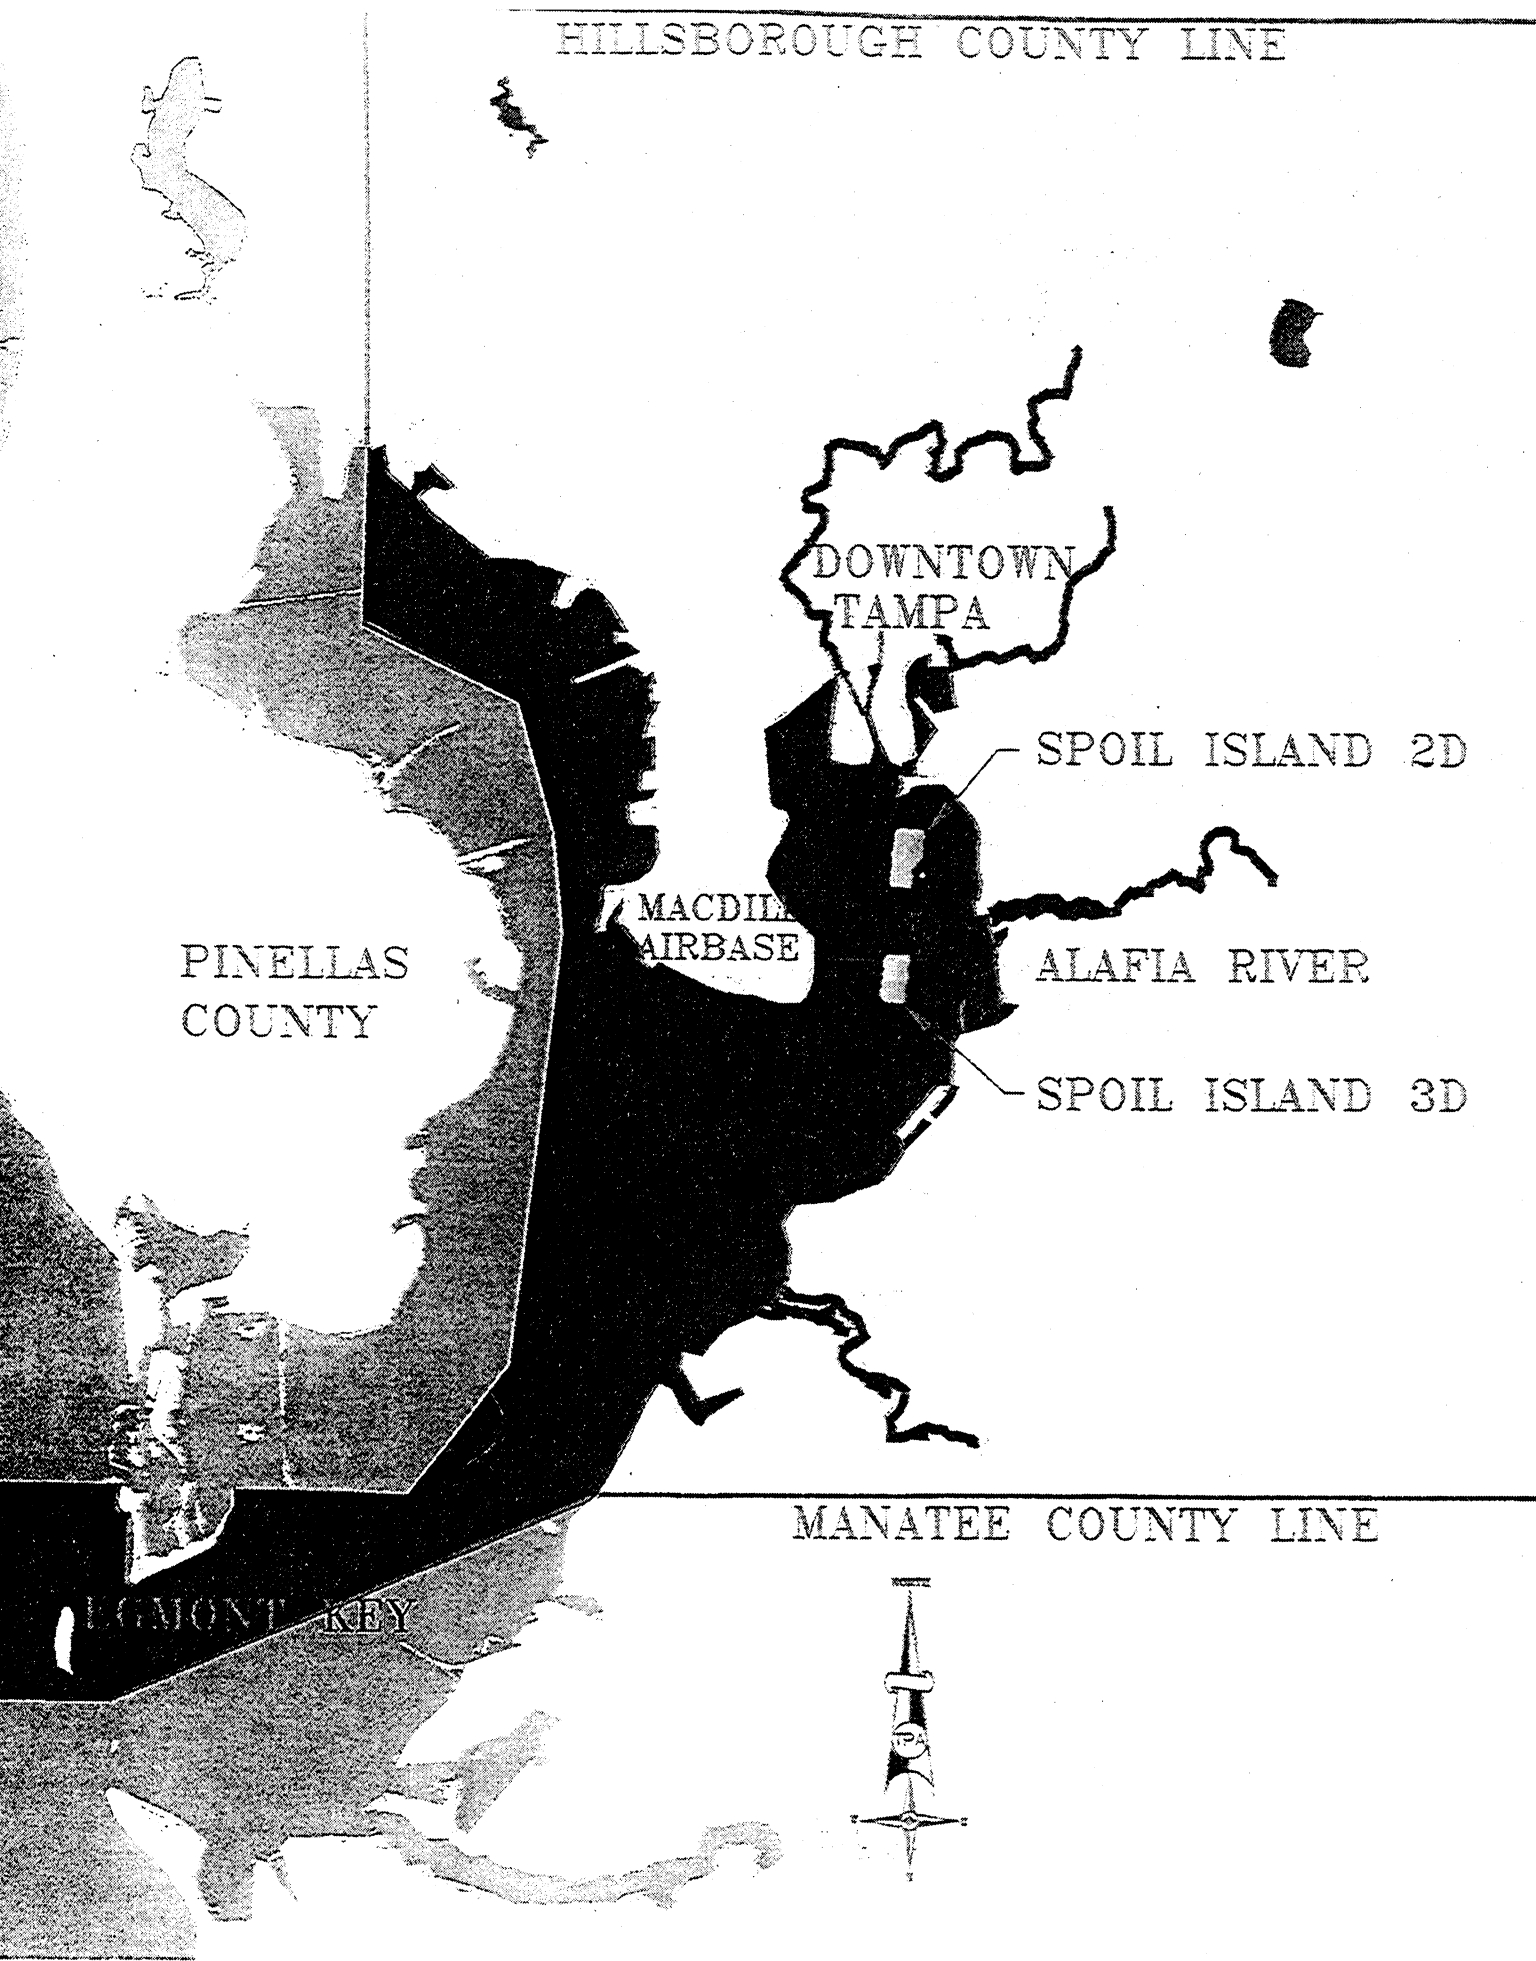 HILLSBOROUGH COUNTY LINE
DOWNTOWN
TAMPA
SPOIL ISLAND 2D
MACDILL
AIRBASE
PINELLAS
COUNTY
ALAFIA RIVER
SPOIL ISLAND 3D
MANATEE COUNTY LINE
EGMONT KEY
TPA